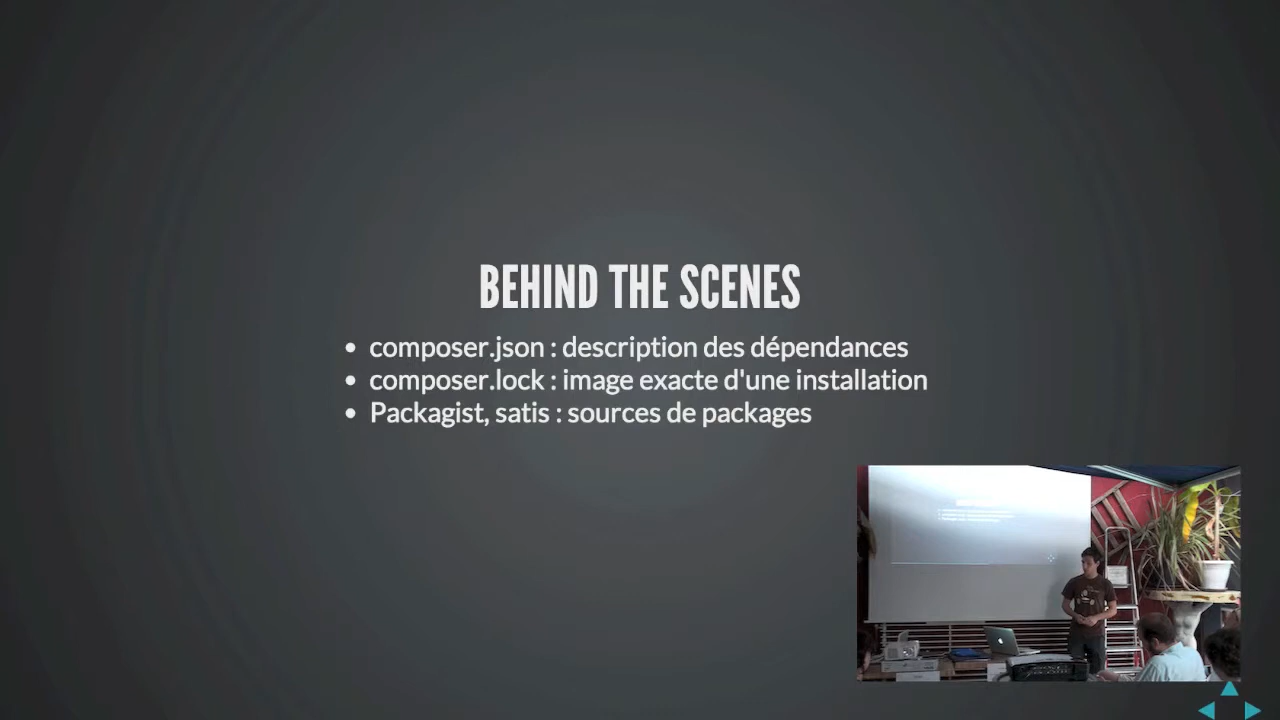 BEHIND THE SCENES
composer.json : description des dépendances
composer.lock : image exacte d'une installation
Packagist, satis : sources de packages